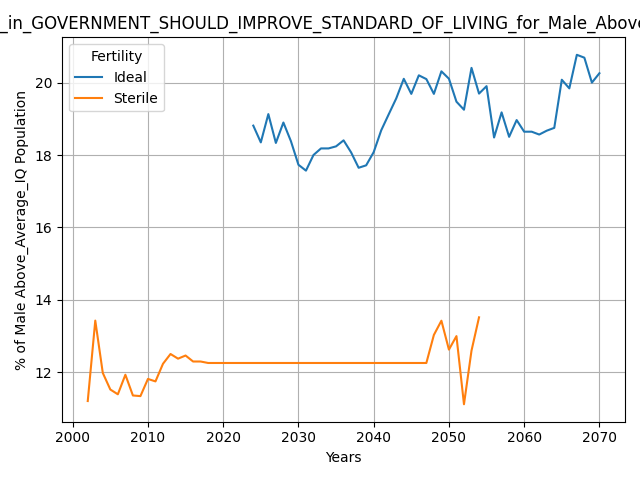 _in_GOVERNMENT_SHOULD_IMPROVE_STANDARD_OF_LIVING_for_Male_Above
Fertility
Ideal
Sterile
% of Male Above_Average_IQ Population
20
18
16
14
12
2000 2010 2020 2030 2040 2050 2060 2070
Years